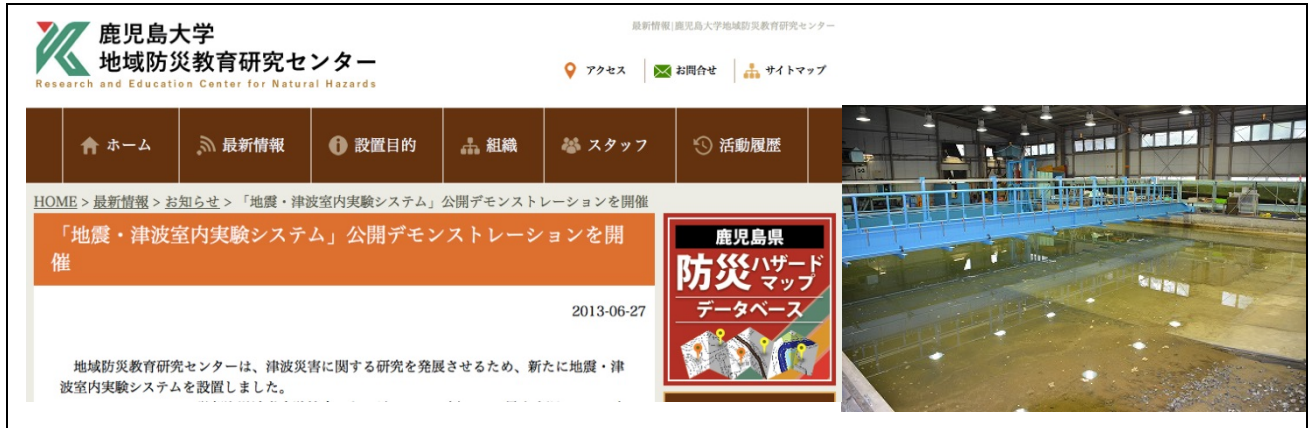 鹿児島大学
地域防災教育研究センター
Research and Education Center for Natural Hazards
最新情報|鹿児島大学地域防災教育研究センター
アクセス
お問合せ
サイトマップ
ホーム
最新情報
設置目的
組織
スタッフ
活動履歴
HOME > 最新情報 > お知らせ > 「地震・津波室内実験システム」公開デモンストレーションを開催
「地震・津波室内実験システム」公開デモンストレーションを開
催
2013-06-27
地域防災教育研究センターは、津波災害に関する研究を発展させるため、新たに地震・津
波室内実験システムを設置しました。
鹿児島県
防災ハザード
マップ
データベース